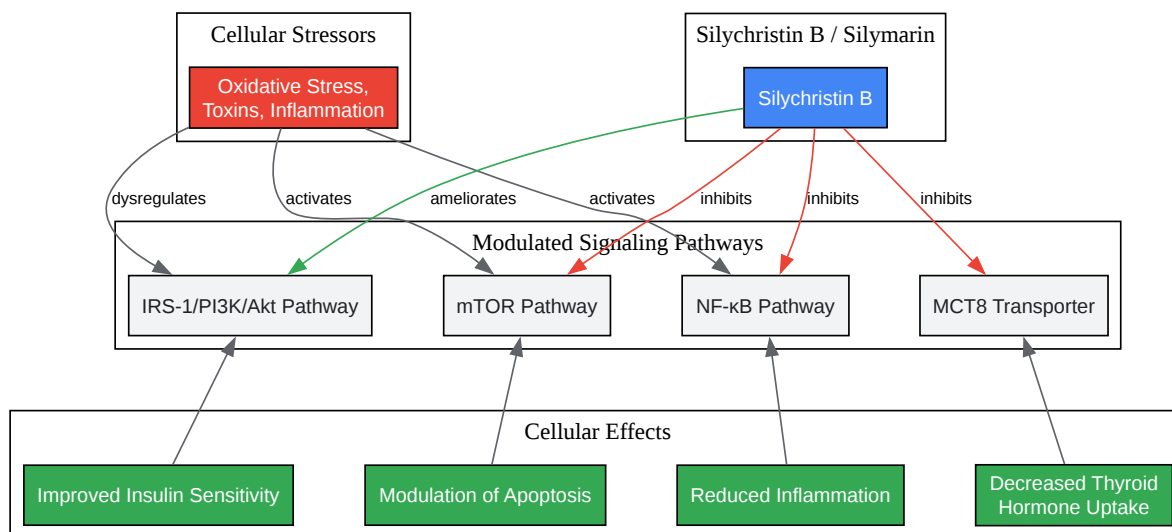 Cellular Stressors
Silychristin B / Silymarin
Oxidative Stress,
Toxins, Inflammation
Silychristin B
dysregulates
activates
ameliorates
activates
inhibits
inhibits
inhibits
Modulated Signaling Pathways
IRS-1/PI3K/Akt Pathway
mTOR Pathway
NF-κB Pathway
MCT8 Transporter
Cellular Effects
Improved Insulin Sensitivity
Modulation of Apoptosis
Reduced Inflammation
Decreased Thyroid
Hormone Uptake